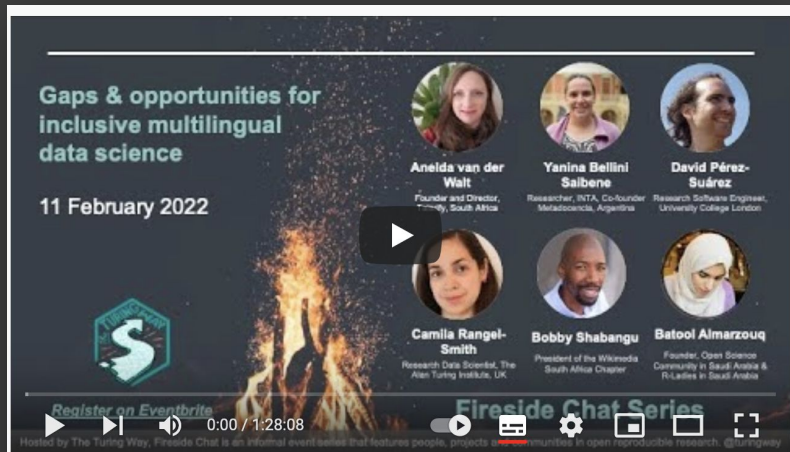 Gaps & opportunities for
inclusive multilingual
data science
11 February 2022
Anelda van der
Walt
Founder and Director,
South Africa
Yanina Bellini
Saibene
Researcher, INTA, Co-founder
Metadocencia, Argentina
David Pérez-
Suárez
Research Software Engineer,
University College London
Camila Rangel-
Smith
Research Data Scientist, The
Alan Turing Institute, UK
Bobby Shabangu
President of the Wikimedia
South Africa Chapter
Batool Almarzouq
Founder, Open Science
Community in Saudi Arabia &
R-Ladies in Saudi Arabia
the TURING WAY
Register on Eventbrite
Fireside Chat Series
0:00 / 1:28:08
Hosted by The Turing Way, Fireside Chat is an informal event series that features people, projects and communities in open reproducible research. @turingway